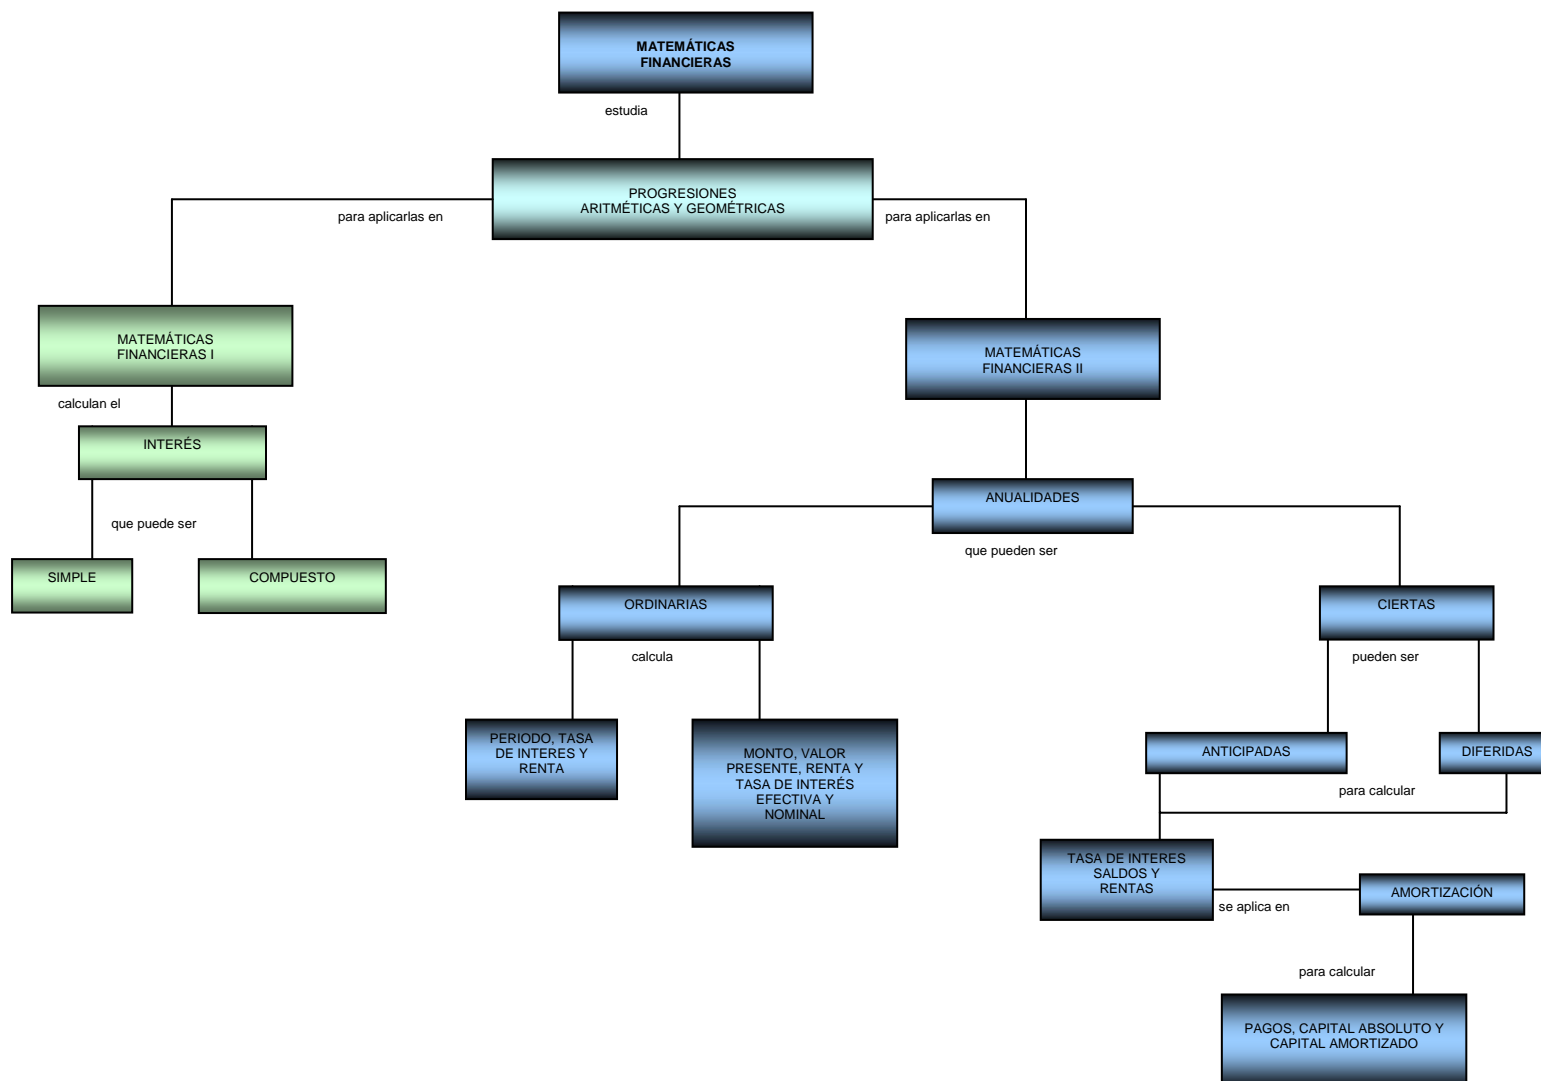 MATEMÁTICAS
FINANCIERAS
estudia
PROGRESIONES
ARITMÉTICAS Y GEOMÉTRICAS
para aplicarlas en
para aplicarlas en
MATEMÁTICAS
FINANCIERAS I
MATEMÁTICAS
FINANCIERAS II
calculan el
INTERÉS
que puede ser
SIMPLE
COMPUESTO
ANUALIDADES
que pueden ser
ORDINARIAS
CIERTAS
calcula
pueden ser
PERIODO, TASA
DE INTERES Y
RENTA
MONTO, VALOR
PRESENTE, RENTA Y
TASA DE INTERÉS
EFECTIVA Y
NOMINAL
ANTICIPADAS
DIFERIDAS
para calcular
TASA DE INTERES
SALDOS Y
RENTAS
se aplica en
AMORTIZACIÓN
para calcular
PAGOS, CAPITAL ABSOLUTO Y
CAPITAL AMORTIZADO